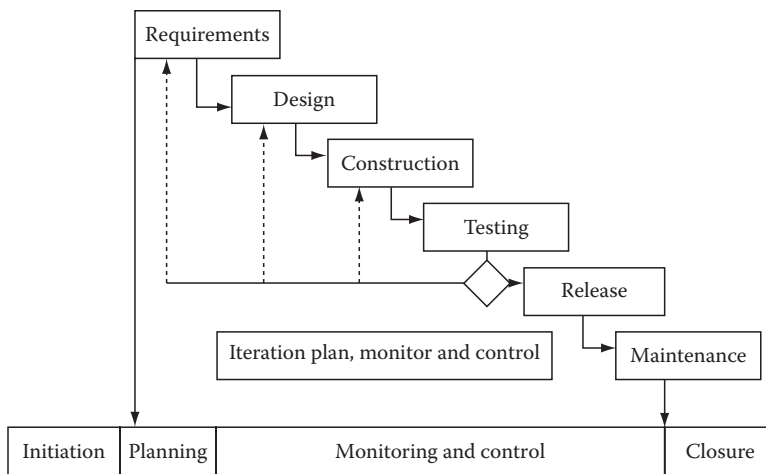 Requirements
Design
Construction
Testing
Release
Iteration plan, monitor and control
Maintenance
Initiation
Planning
Monitoring and control
Closure